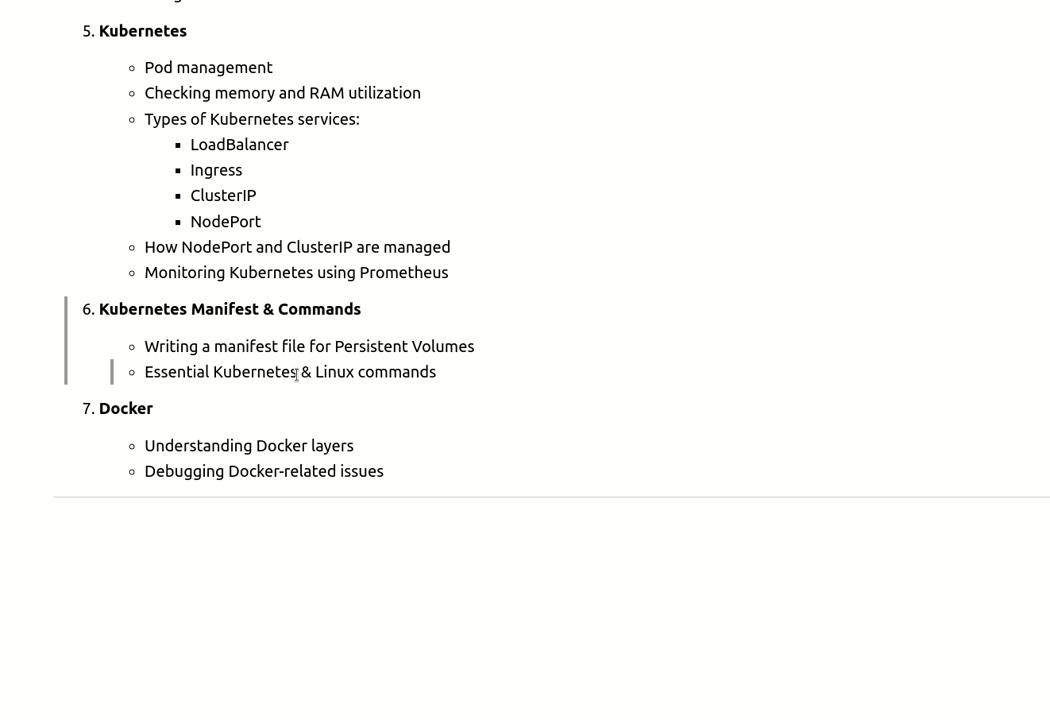 5. Kubernetes
◦ Pod management
◦ Checking memory and RAM utilization
◦ Types of Kubernetes services:
▪ LoadBalancer
▪ Ingress
▪ ClusterIP
▪ NodePort
◦ How NodePort and ClusterIP are managed
◦ Monitoring Kubernetes using Prometheus
6. Kubernetes Manifest & Commands
◦ Writing a manifest file for Persistent Volumes
◦ Essential Kubernetes & Linux commands
7. Docker
◦ Understanding Docker layers
◦ Debugging Docker-related issues